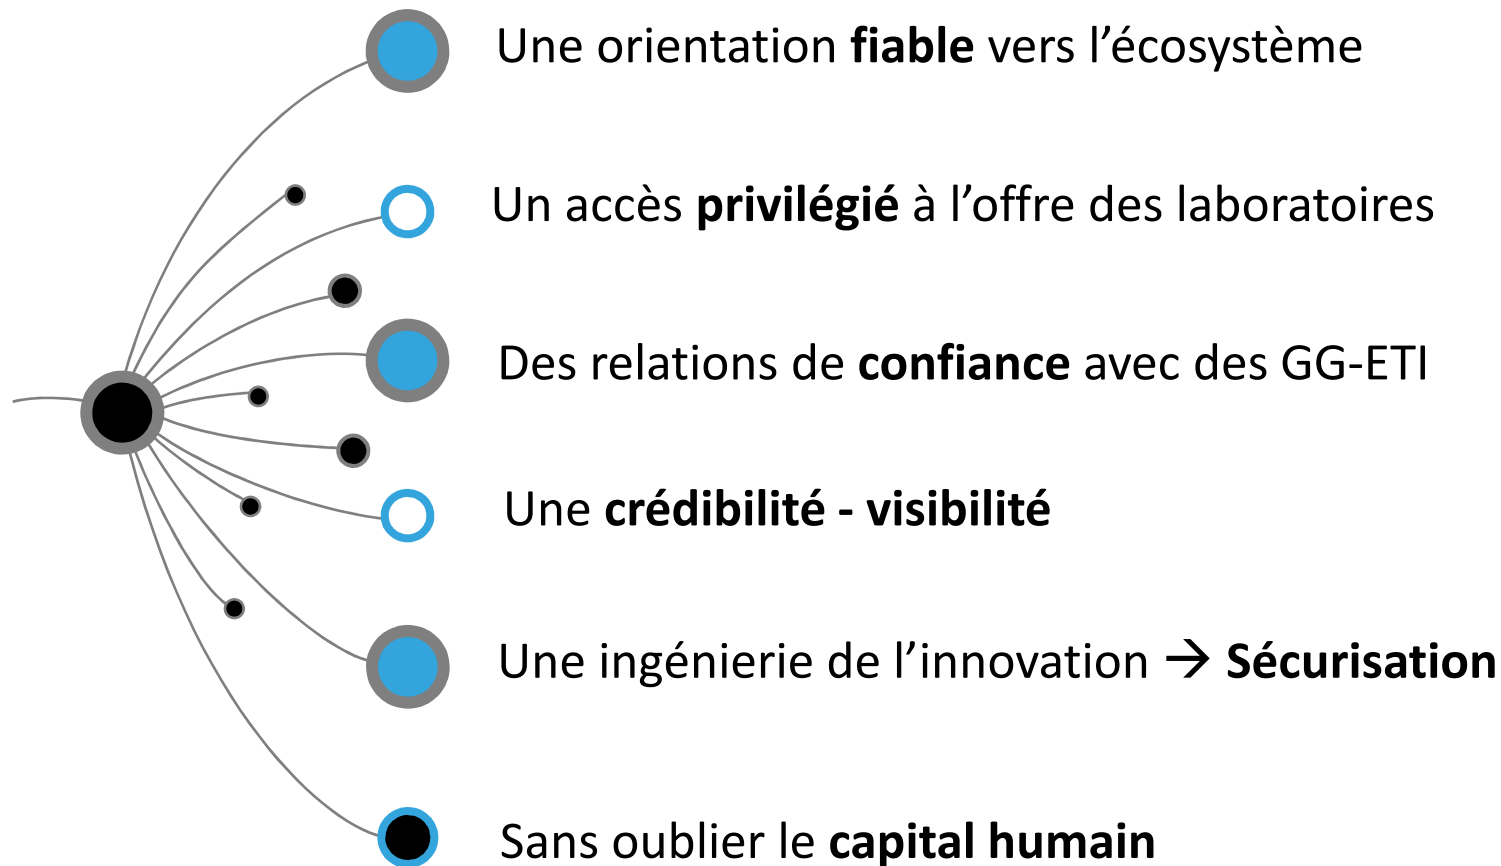 Une orientation fiable vers l’écosystème
Un accès privilégié à l’offre des laboratoires
Des relations de confiance avec des GG-ETI
Une crédibilité - visibilité
Une ingénierie de l’innovation → Sécurisation
Sans oublier le capital humain